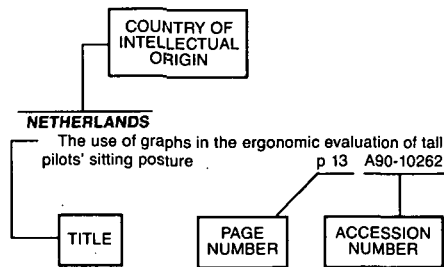 COUNTRY OF
INTELLECTUAL
ORIGIN
NETHERLANDS
The use of graphs in the ergonomic evaluation of tall
pilots' sitting posture p 13 A90-10262
TITLE
PAGE
NUMBER
ACCESSION
NUMBER